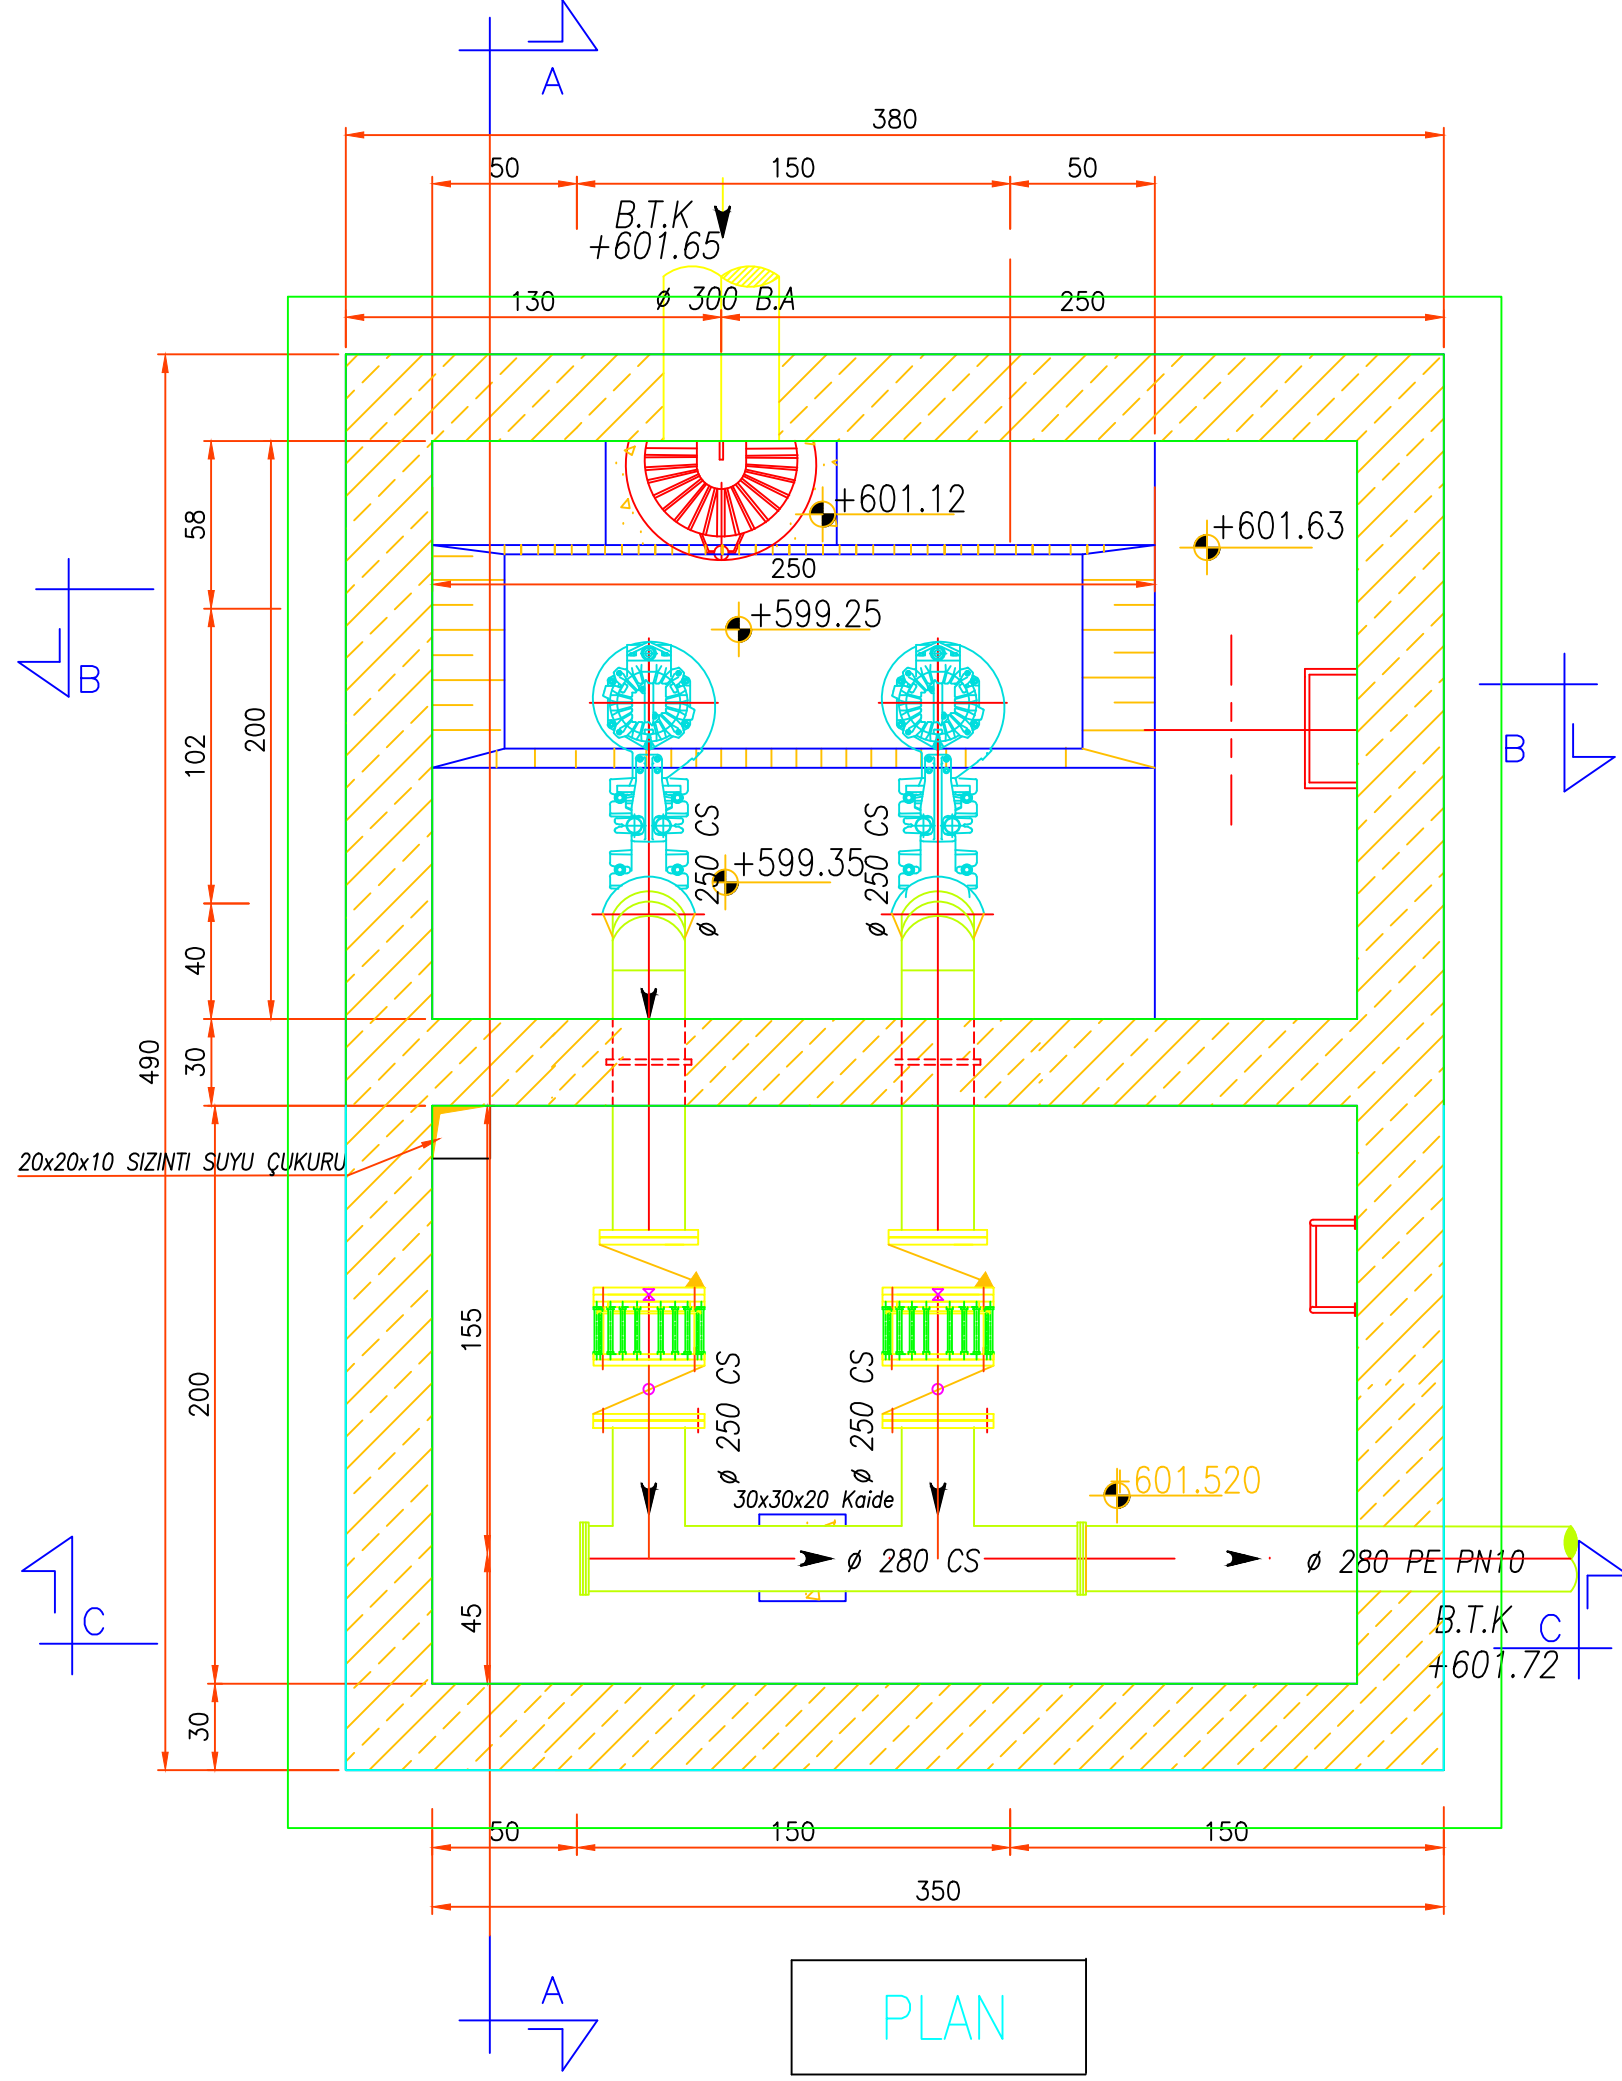 A
380
50
150
50
B.T.K
+601.65
130
ø 300 B.A
250
+601.12
+601.63
58
250
+599.25
B
102
200
B
ø 250 CS
ø 250 CS
+599.35
40
490
30
20x20x10 SIZINTI SUYU ÇUKURU
155
200
ø 250 CS
ø 250 CS
+601.520
30x30x20 Kaide
ø 280 CS
ø 280 PE PN10
45
C
B.T.K
C
+601.72
30
50
150
150
350
A
PLAN